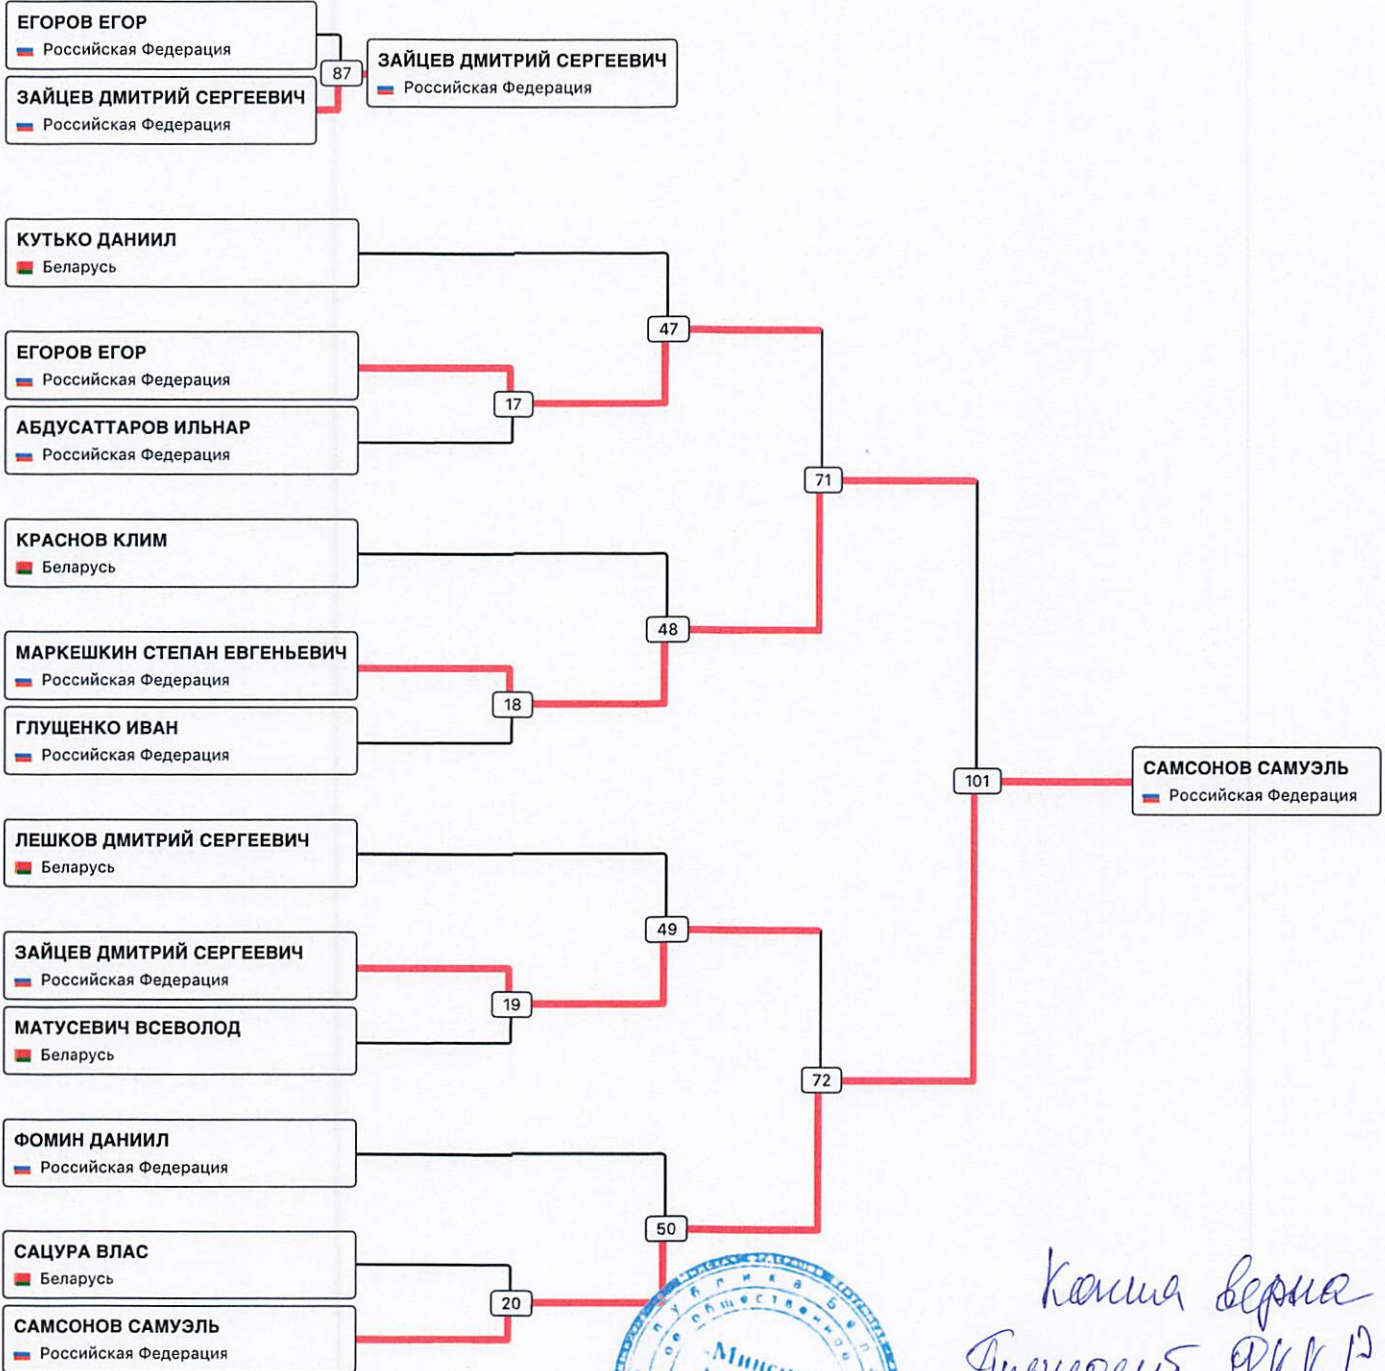 ЕГОРОВ ЕГОР
Российская Федерация
87
ЗАЙЦЕВ ДМИТРИЙ СЕРГЕЕВИЧ
Российская Федерация
ЗАЙЦЕВ ДМИТРИЙ СЕРГЕЕВИЧ
Российская Федерация
КУТЬКО ДАНИИЛ
Беларусь
47
ЕГОРОВ ЕГОР
Российская Федерация
17
АБДУСАТТАРОВ ИЛЬНАР
Российская Федерация
71
КРАСНОВ КЛИМ
Беларусь
48
МАРКЕШКИН СТЕПАН ЕВГЕНЬЕВИЧ
Российская Федерация
18
ГЛУЩЕНКО ИВАН
Российская Федерация
101
САМСОНОВ САМУЭЛЬ
Российская Федерация
ЛЕШКОВ ДМИТРИЙ СЕРГЕЕВИЧ
Беларусь
49
ЗАЙЦЕВ ДМИТРИЙ СЕРГЕЕВИЧ
Российская Федерация
19
МАТУСЕВИЧ ВСЕВОЛОД
Беларусь
72
ФОМИН ДАНИИЛ
Российская Федерация
50
САЦУРА ВЛАС
Беларусь
20
САМСОНОВ САМУЭЛЬ
Российская Федерация
Копия верна